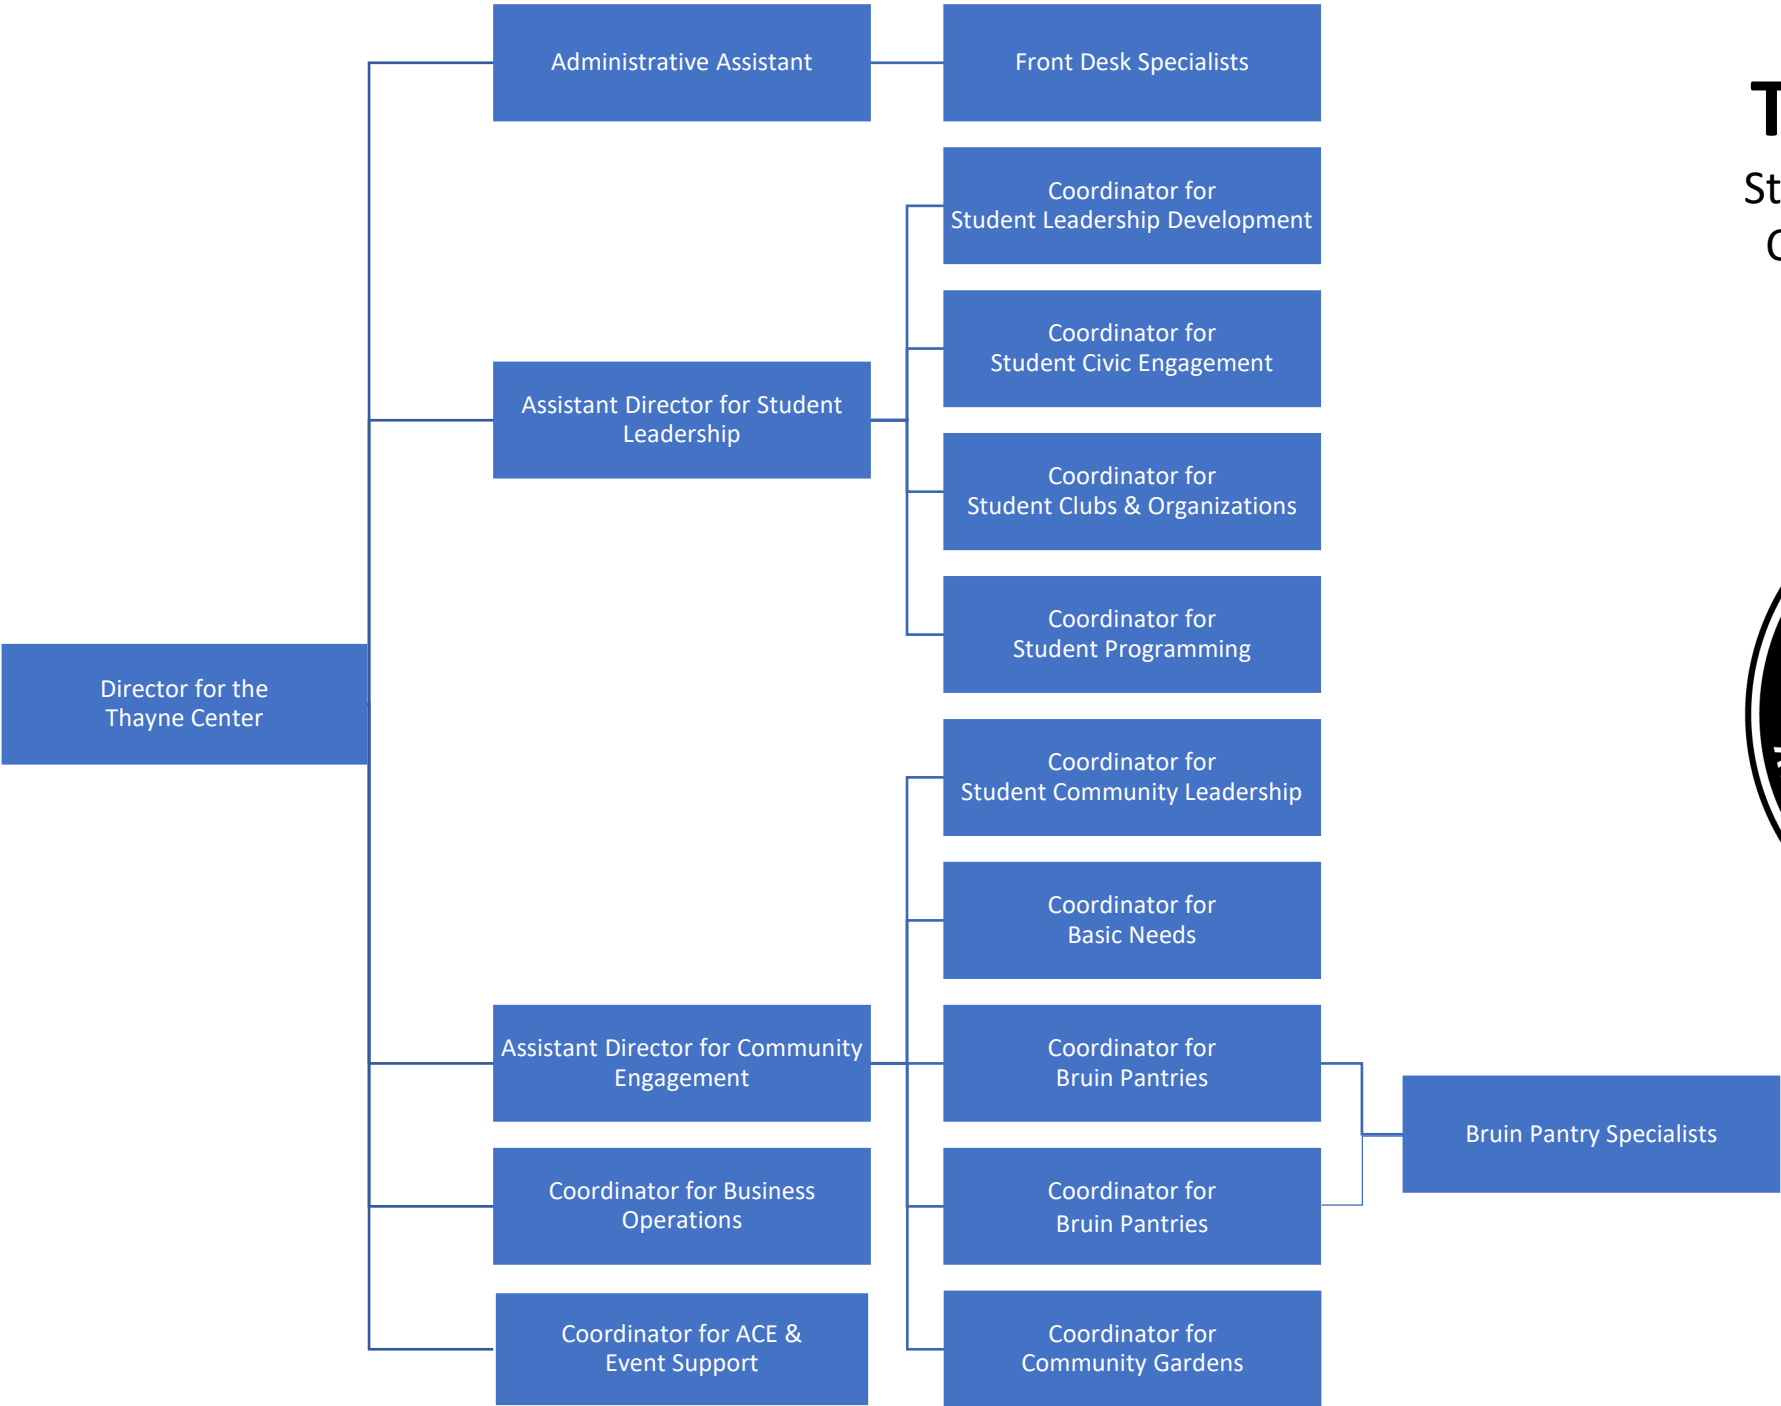 Administrative Assistant
Front Desk Specialists
Coordinator for
Student Leadership Development
Coordinator for
Student Civic Engagement
Assistant Director for Student
Leadership
Coordinator for
Student Clubs & Organizations
Coordinator for
Student Programming
Director for the
Thayne Center
Coordinator for
Student Community Leadership
Coordinator for
Basic Needs
Assistant Director for Community
Engagement
Coordinator for
Bruin Pantries
Bruin Pantry Specialists
Coordinator for Business
Operations
Coordinator for
Bruin Pantries
Coordinator for ACE &
Event Support
Coordinator for
Community Gardens